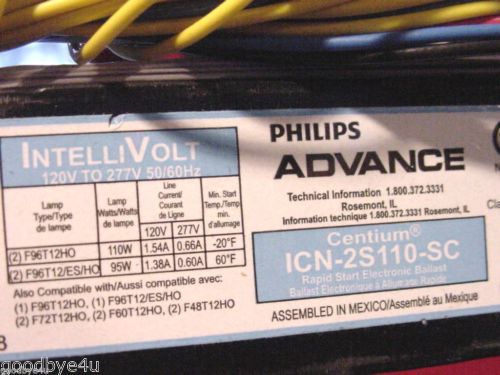 INTELLIVOLT
120V TO 277V 50/60Hz
Lamp Type/Type de lampe
Lamp Watts/Watts de lampe
Line Current/Courant de Ligne
Min. Start Temp./Temp. min d'allumage
120V 277V
(2) F96T12HO 110W 1.54A 0.66A -20°F
(2) F96T12/ES/HO 95W 1.38A 0.60A 60°F
Also Compatible with/Aussi compatible avec:
(1) F96T12HO, (1) F96T12/ES/HO
(2) F72T12HO, (2) F60T12HO, (2) F48T12HO
PHILIPS
ADVANCE
Technical Information 1.800.372.3331
Rosemont, IL
Information technique 1.800.372.3331 Rosemont, IL
Centium®
ICN-2S110-SC
Rapid Start Electronic Ballast
Ballast Electronique à Allumage Rapide
ASSEMBLED IN MEXICO/Assemblé au Mexique
Cla
goodbye4u